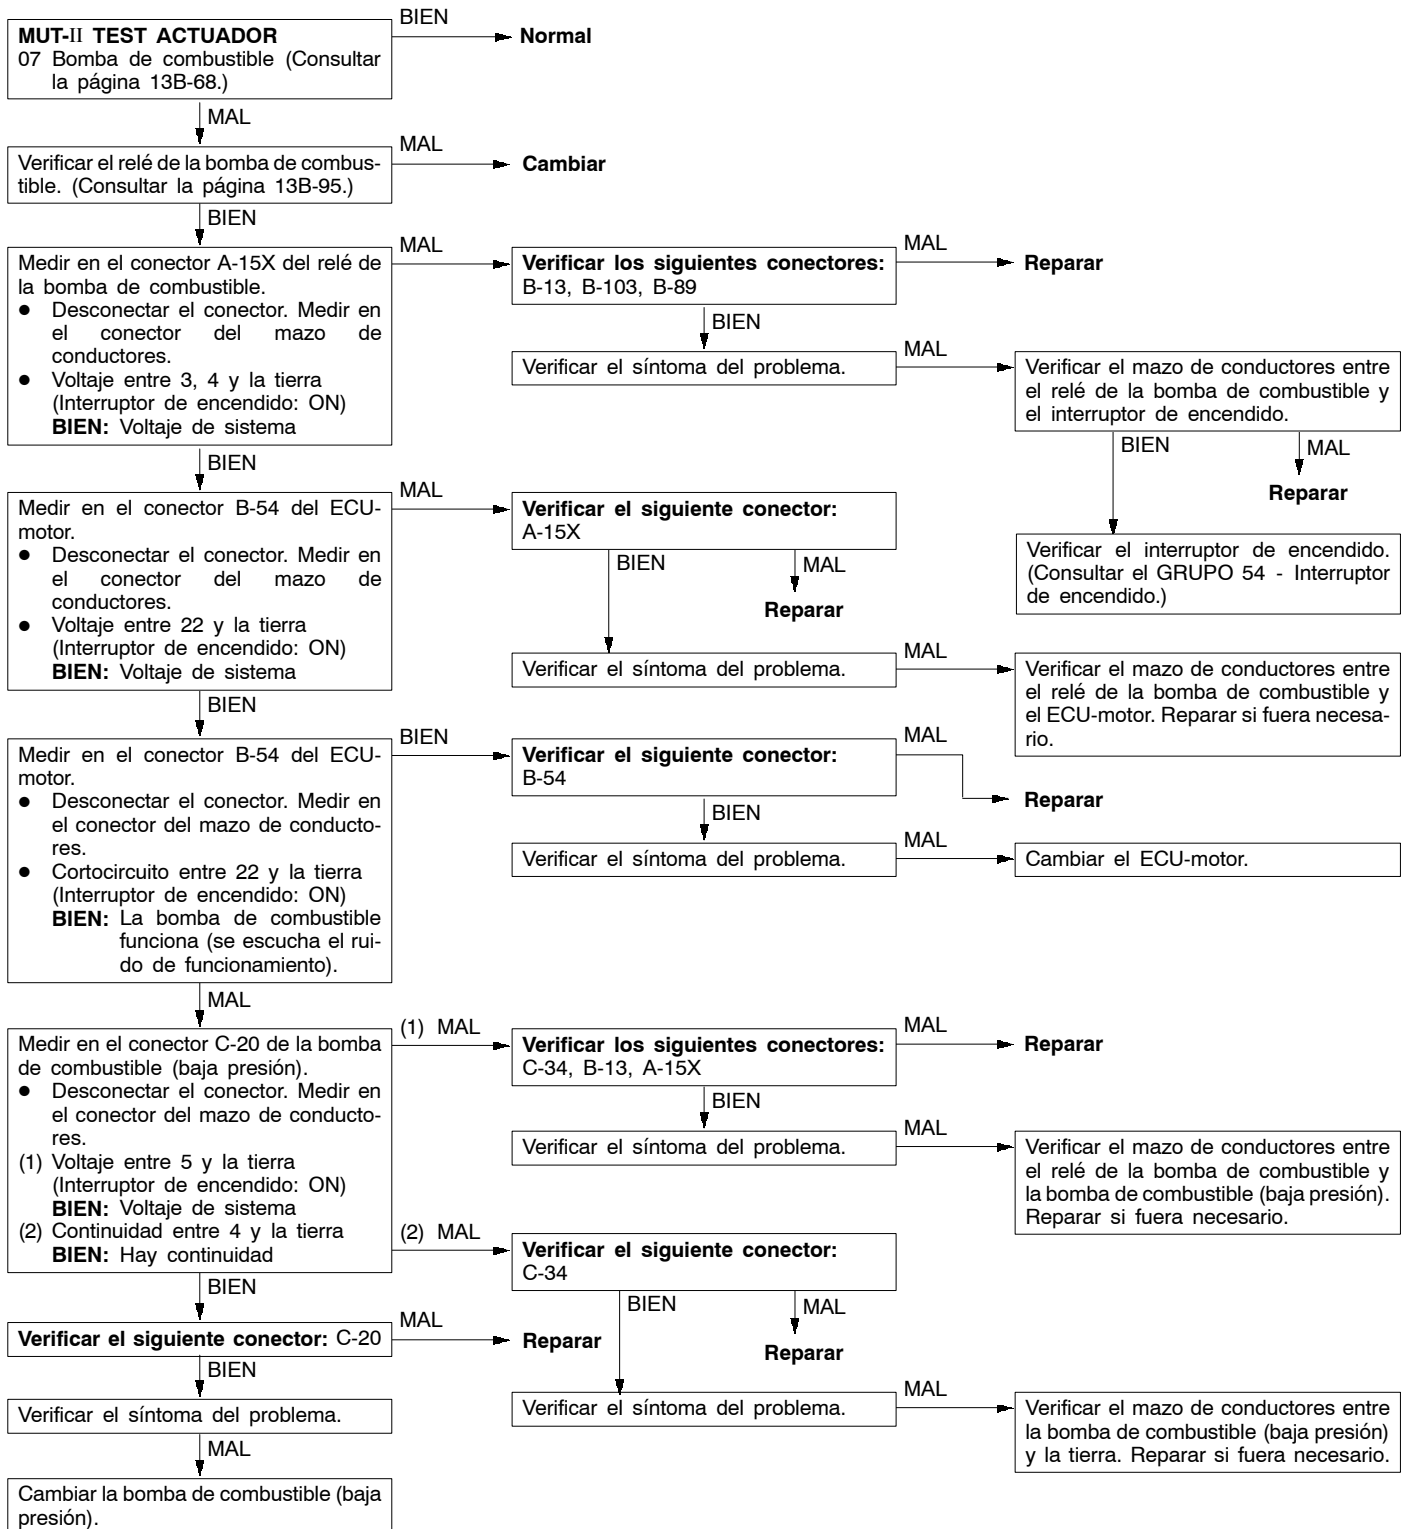 MUT-II TEST ACTUADOR
07 Bomba de combustible (Consultar
la página 13B-68.)
BIEN
Normal
MAL
Verificar el relé de la bomba de combus-
tible. (Consultar la página 13B-95.)
MAL
Cambiar
BIEN
Medir en el conector A-15X del relé de
la bomba de combustible.
● Desconectar el conector. Medir en
el conector del mazo de
conductores.
● Voltaje entre 3, 4 y la tierra
(Interruptor de encendido: ON)
BIEN: Voltaje de sistema
MAL
Verificar los siguientes conectores:
B-13, B-103, B-89
MAL
Reparar
BIEN
Verificar el síntoma del problema.
MAL
Verificar el mazo de conductores entre
el relé de la bomba de combustible y
el interruptor de encendido.
BIEN
MAL
Reparar
Verificar el interruptor de encendido.
(Consultar el GRUPO 54 - Interruptor
de encendido.)
BIEN
Medir en el conector B-54 del ECU-
motor.
● Desconectar el conector. Medir en
el conector del mazo de
conductores.
● Voltaje entre 22 y la tierra
(Interruptor de encendido: ON)
BIEN: Voltaje de sistema
MAL
Verificar el siguiente conector:
A-15X
BIEN
MAL
Reparar
Verificar el síntoma del problema.
MAL
Verificar el mazo de conductores entre
el relé de la bomba de combustible y
el ECU-motor. Reparar si fuera necesa-
rio.
BIEN
Medir en el conector B-54 del ECU-
motor.
● Desconectar el conector. Medir en
el conector del mazo de conducto-
res.
● Cortocircuito entre 22 y la tierra
(Interruptor de encendido: ON)
BIEN: La bomba de combustible
funciona (se escucha el rui-
do de funcionamiento).
BIEN
Verificar el siguiente conector:
B-54
MAL
Reparar
BIEN
Verificar el síntoma del problema.
MAL
Cambiar el ECU-motor.
MAL
Medir en el conector C-20 de la bomba
de combustible (baja presión).
● Desconectar el conector. Medir en
el conector del mazo de conducto-
res.
(1) Voltaje entre 5 y la tierra
(Interruptor de encendido: ON)
BIEN: Voltaje de sistema
(2) Continuidad entre 4 y la tierra
BIEN: Hay continuidad
(1) MAL
Verificar los siguientes conectores:
C-34, B-13, A-15X
MAL
Reparar
BIEN
Verificar el síntoma del problema.
MAL
Verificar el mazo de conductores entre
el relé de la bomba de combustible y
la bomba de combustible (baja presión).
Reparar si fuera necesario.
(2) MAL
Verificar el siguiente conector:
C-34
BIEN
MAL
Reparar
Verificar el síntoma del problema.
MAL
Verificar el mazo de conductores entre
la bomba de combustible (baja presión)
y la tierra. Reparar si fuera necesario.
BIEN
Verificar el siguiente conector: C-20
MAL
Reparar
BIEN
Verificar el síntoma del problema.
MAL
Cambiar la bomba de combustible (baja
presión).